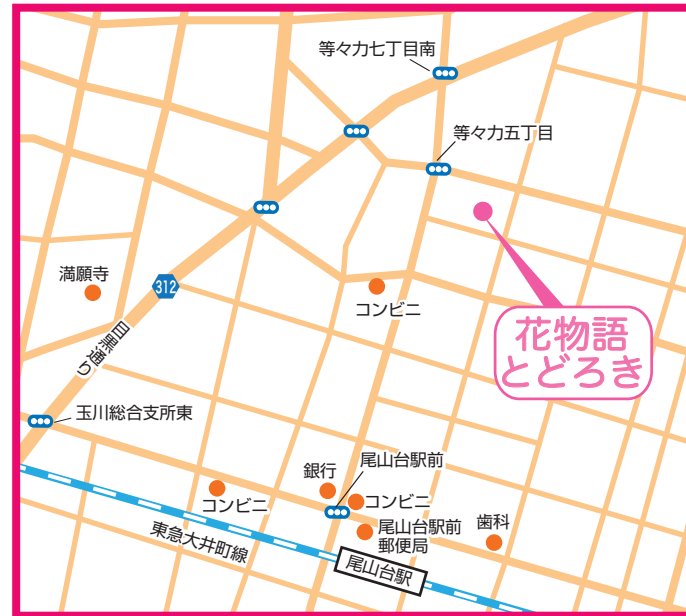 等々力七丁目南
等々力五丁目
満願寺
312
コンビニ
花物語
とどろき
目黒通り
玉川総合支所東
銀行
尾山台駅前
コンビニ
コンビニ
尾山台駅前
郵便局
歯科
東急大井町線
尾山台駅